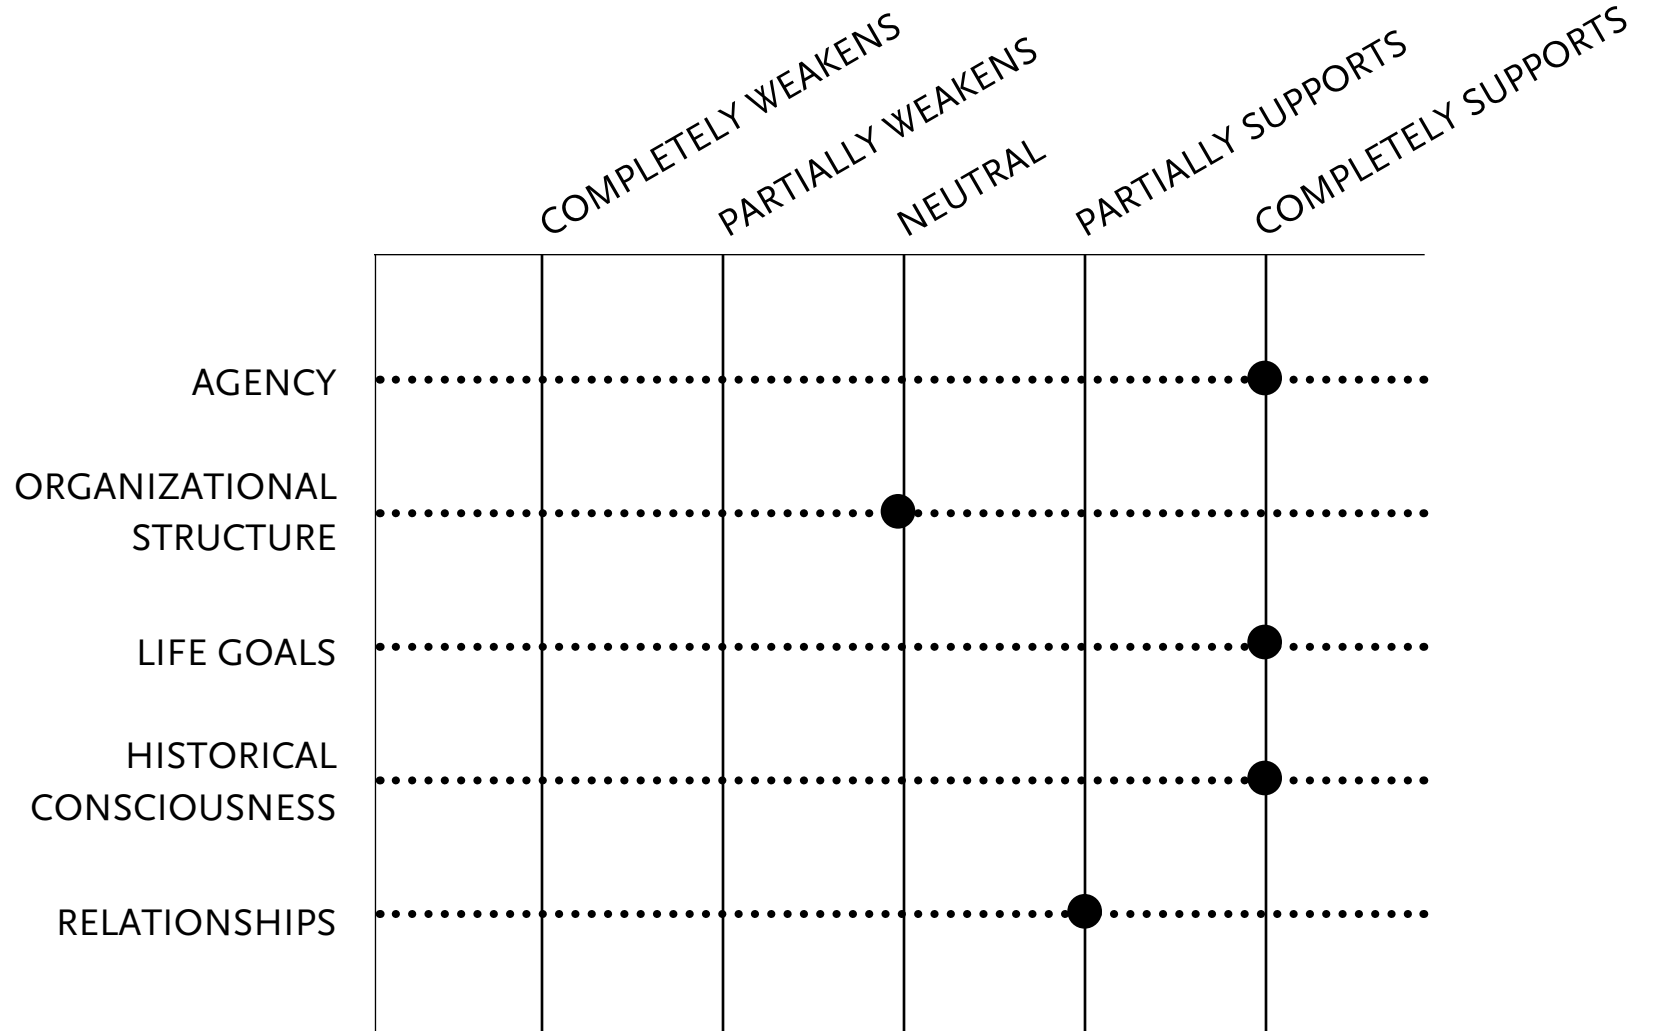 COMPLETELY WEAKENS
PARTIALLY WEAKENS
NEUTRAL
PARTIALLY SUPPORTS
COMPLETELY SUPPORTS
AGENCY
ORGANIZATIONAL
STRUCTURE
LIFE GOALS
HISTORICAL
CONSCIOUSNESS
RELATIONSHIPS